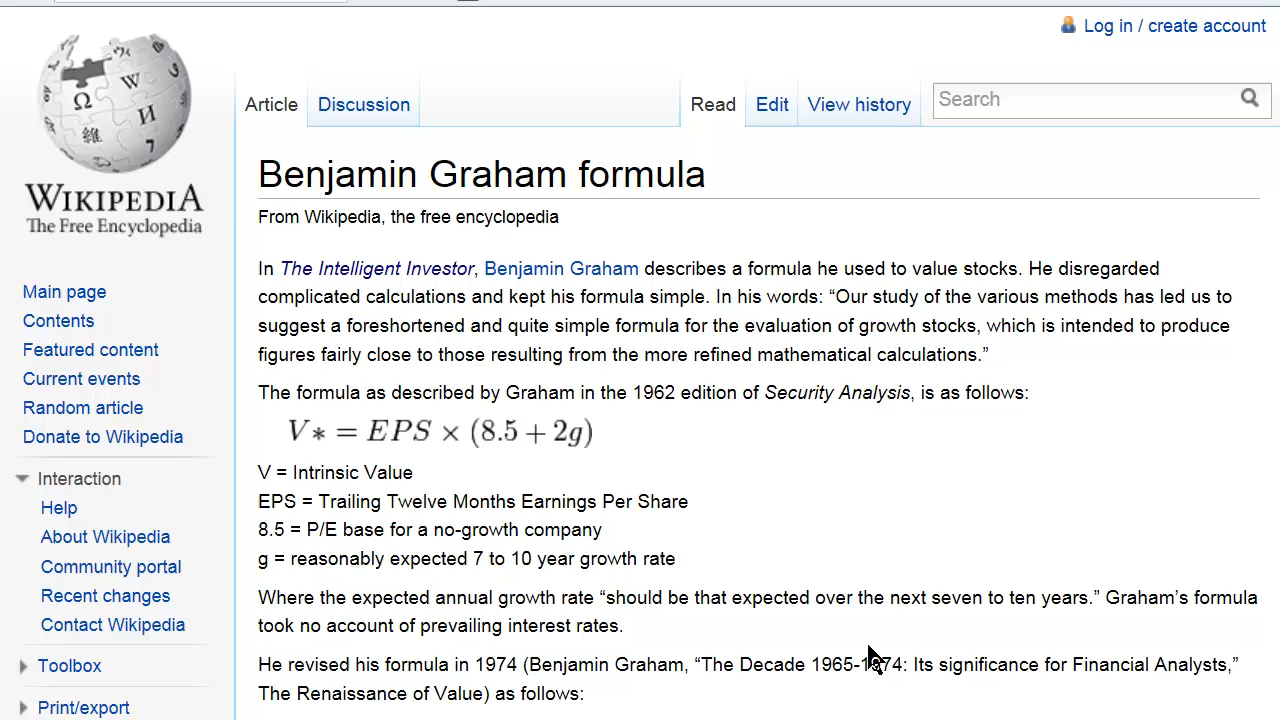 Log in / create account
Article Discussion Read Edit View history Search
WIKIPEDIA
The Free Encyclopedia
Main page
Contents
Featured content
Current events
Random article
Donate to Wikipedia
Interaction
Help
About Wikipedia
Community portal
Recent changes
Contact Wikipedia
Toolbox
Print/export
Benjamin Graham formula
From Wikipedia, the free encyclopedia
In The Intelligent Investor, Benjamin Graham describes a formula he used to value stocks. He disregarded
complicated calculations and kept his formula simple. In his words: “Our study of the various methods has led us to
suggest a foreshortened and quite simple formula for the evaluation of growth stocks, which is intended to produce
figures fairly close to those resulting from the more refined mathematical calculations.”
The formula as described by Graham in the 1962 edition of Security Analysis, is as follows:
V* = EPS × (8.5 + 2g)
V = Intrinsic Value
EPS = Trailing Twelve Months Earnings Per Share
8.5 = P/E base for a no-growth company
g = reasonably expected 7 to 10 year growth rate
Where the expected annual growth rate “should be that expected over the next seven to ten years.” Graham’s formula
took no account of prevailing interest rates.
He revised his formula in 1974 (Benjamin Graham, “The Decade 1965-1974: Its significance for Financial Analysts,”
The Renaissance of Value) as follows: